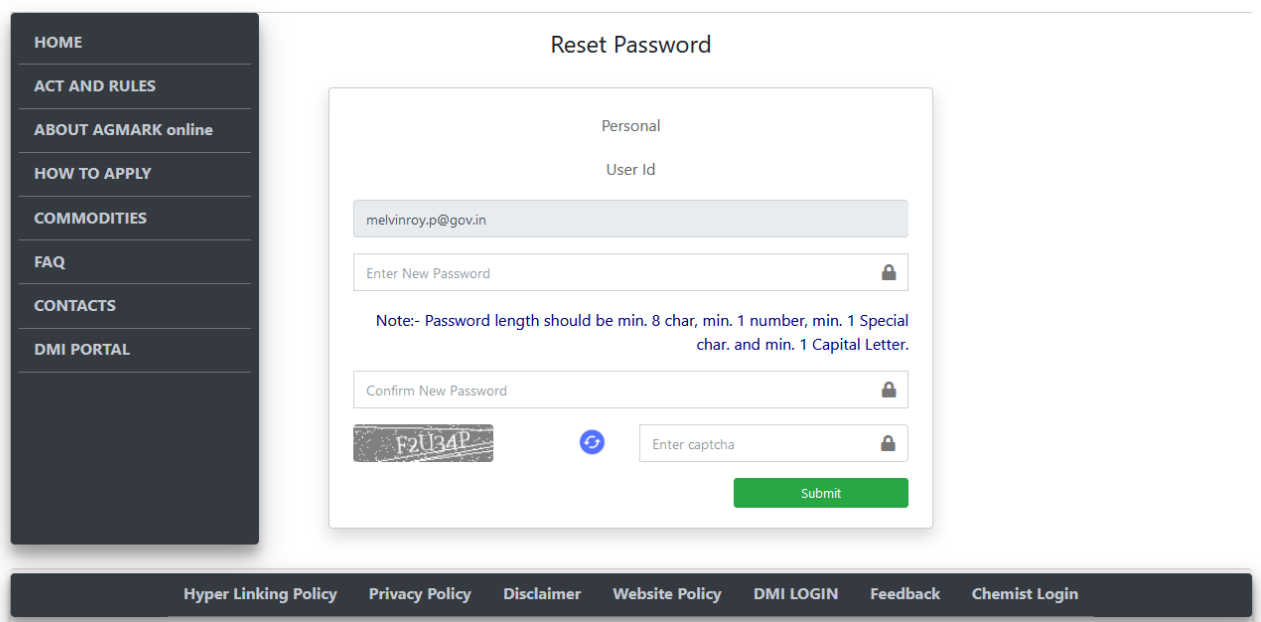 HOME
ACT AND RULES
ABOUT AGMARK online
HOW TO APPLY
COMMODITIES
FAQ
CONTACTS
DMI PORTAL
Reset Password
Personal
User Id
melvinroy.p@gov.in
Enter New Password
Note:- Password length should be min. 8 char, min. 1 number, min. 1 Special
char. and min. 1 Capital Letter.
Confirm New Password
F2U34P
Enter captcha
Submit
Hyper Linking Policy Privacy Policy Disclaimer Website Policy DMI LOGIN Feedback Chemist Login